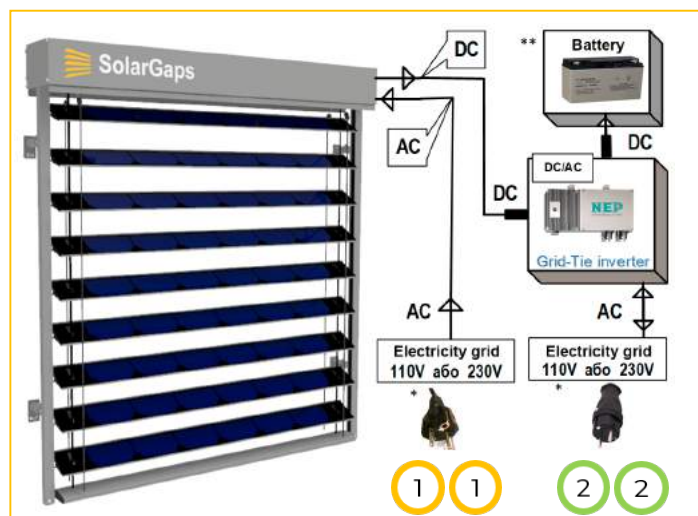 SolarGaps
DC
AC
**
Battery
DC
DC
DC/AC
NEP
Grid-Tie inverter
AC
AC
Electricity grid
110V або 230V
*
Electricity grid
110V або 230V
*
1 1
2 2